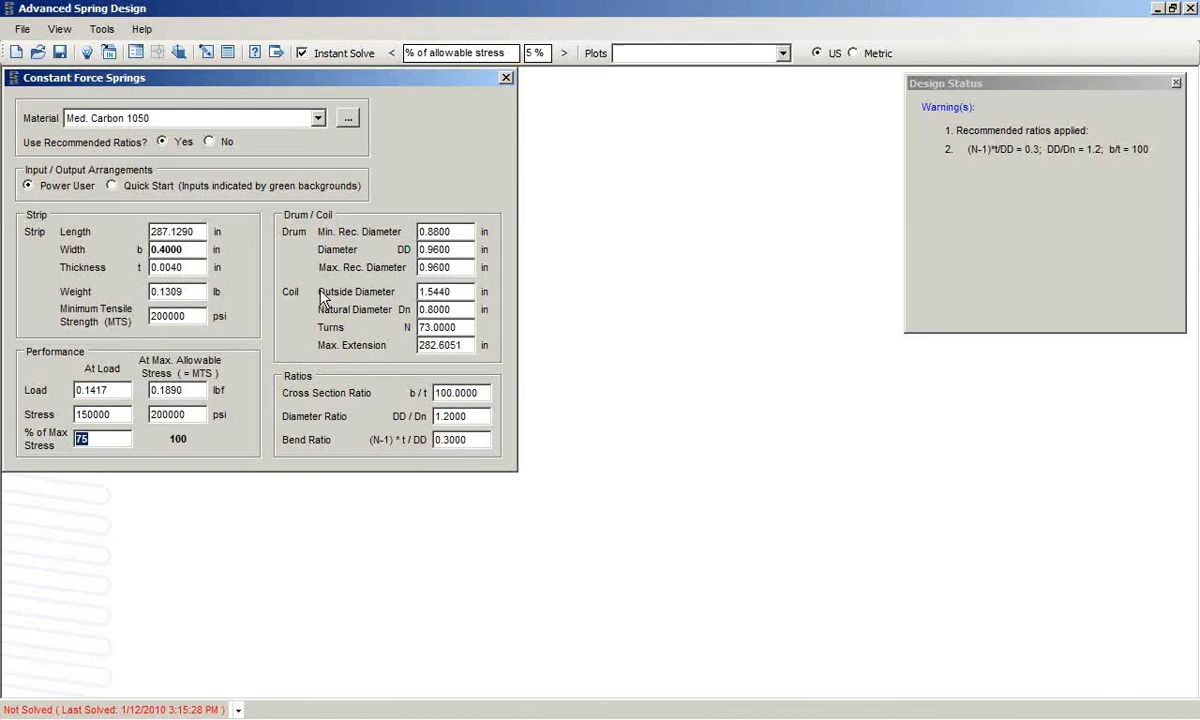 Advanced Spring Design
File View Tools Help
Instant Solve < % of allowable stress 5 % > Plots US Metric
Constant Force Springs
Material Med. Carbon 1050 ...
Use Recommended Ratios? Yes No
Input / Output Arrangements
Power User Quick Start (Inputs indicated by green backgrounds)
Strip
Strip Length 287.1290 in
Width b 0.4000 in
Thickness t 0.0040 in
Weight 0.1309 lb
Minimum Tensile
Strength (MTS) 200000 psi
Performance
At Load
At Max. Allowable
Stress ( = MTS )
Load 0.1417 0.1890 lbf
Stress 150000 200000 psi
% of Max
Stress 75 100
Drum / Coil
Drum Min. Rec. Diameter 0.8800 in
Diameter DD 0.9600 in
Max. Rec. Diameter 0.9600 in
Coil Outside Diameter 1.5440 in
Natural Diameter Dn 0.8000 in
Turns N 73.0000
Max. Extension 282.6051 in
Ratios
Cross Section Ratio b / t 100.0000
Diameter Ratio DD / Dn 1.2000
Bend Ratio (N-1) * t / DD 0.3000
Design Status
Warning(s):
1. Recommended ratios applied:
2. (N-1)*t/DD = 0.3; DD/Dn = 1.2; b/t = 100
Not Solved ( Last Solved: 1/12/2010 3:15:28 PM )